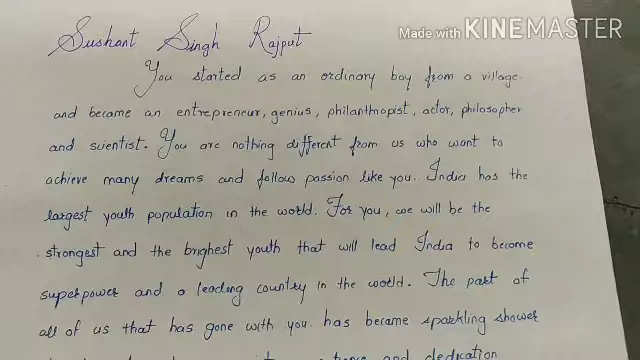 Made with KINEMASTER
Sushant Singh Rajput
You started as an ordinary boy from a village
and became an entrepreneur, genius, philanthropist, actor, philosopher
and scientist. You are nothing different from us who want to
achieve many dreams and follow passion like you. India has the
largest youth population in the world. For you, we will be the
strongest and the brighest youth that will lead India to become
superpower and a leading country in the world. The part of
all of us that has gone with you has became sparkling shower
and dedication